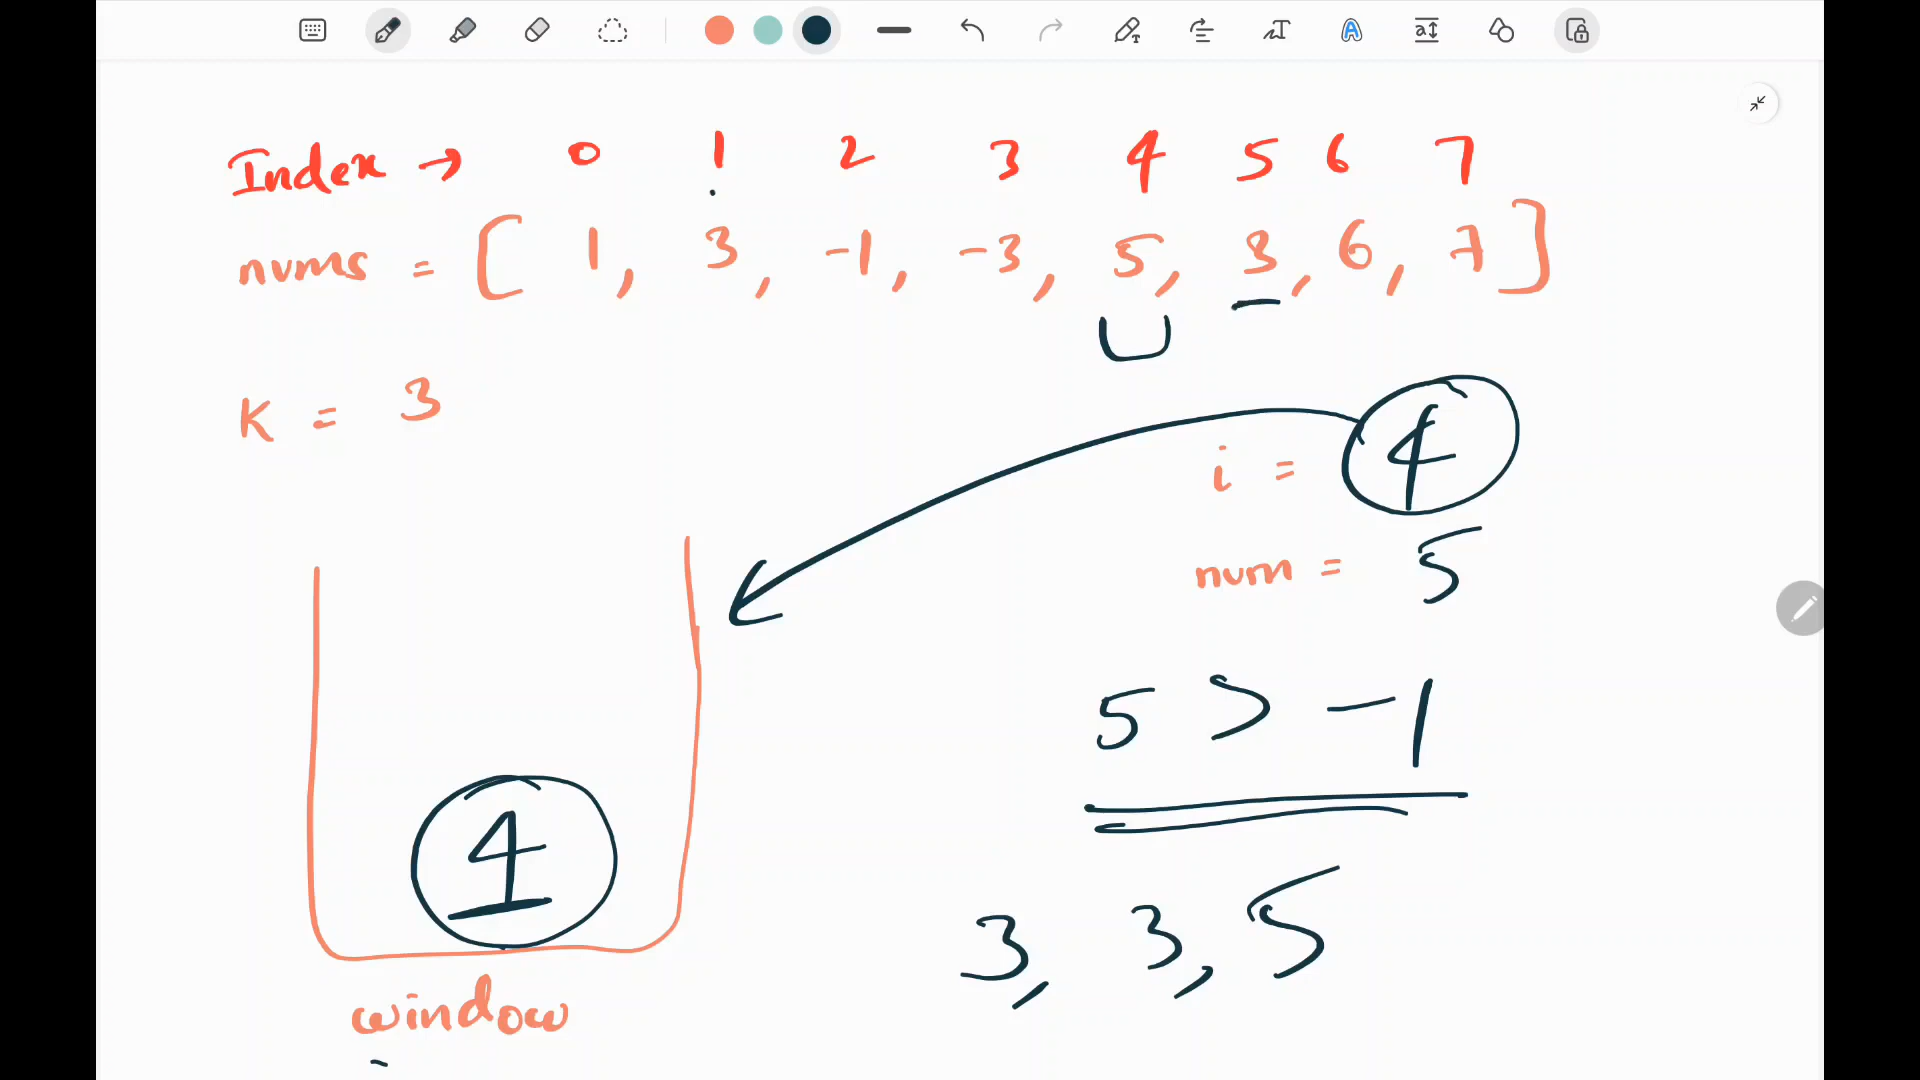 Index → 0 1 2 3 4 5 6 7
nums = [ 1, 3, -1, -3, 5, 3, 6, 7 ]
K = 3
i = 4
num = 5
5 > -1
4
3, 3, 5
window